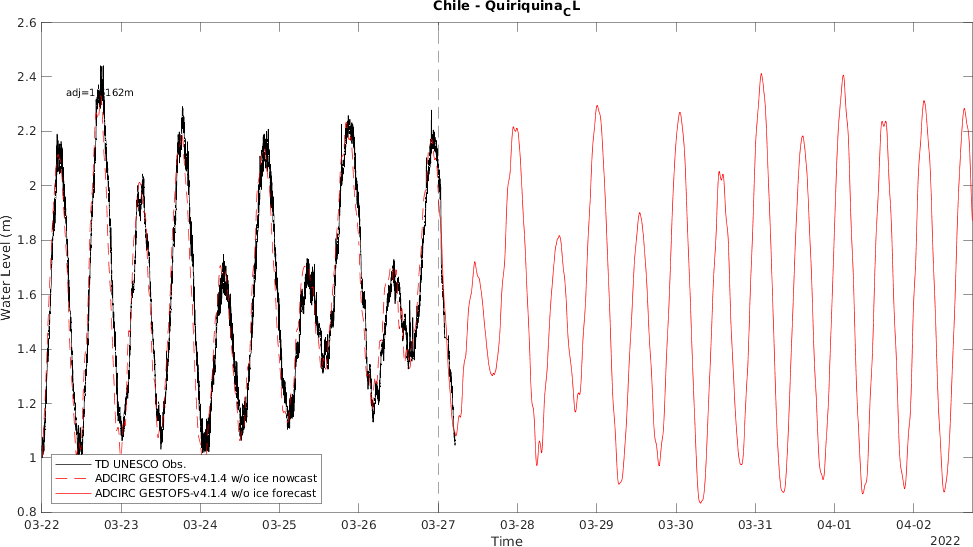 Chile - Quiriquina_CL
2.6
2.4
2.2
2
1.8
1.6
1.4
1.2
1
0.8
Water Level (m)
TD UNESCO Obs.
ADCIRC GESTOFS-v4.1.4 w/o ice nowcast
ADCIRC GESTOFS-v4.1.4 w/o ice forecast
03-22 03-23 03-24 03-25 03-26 03-27 03-28 03-29 03-30 03-31 04-01 04-02
Time
2022